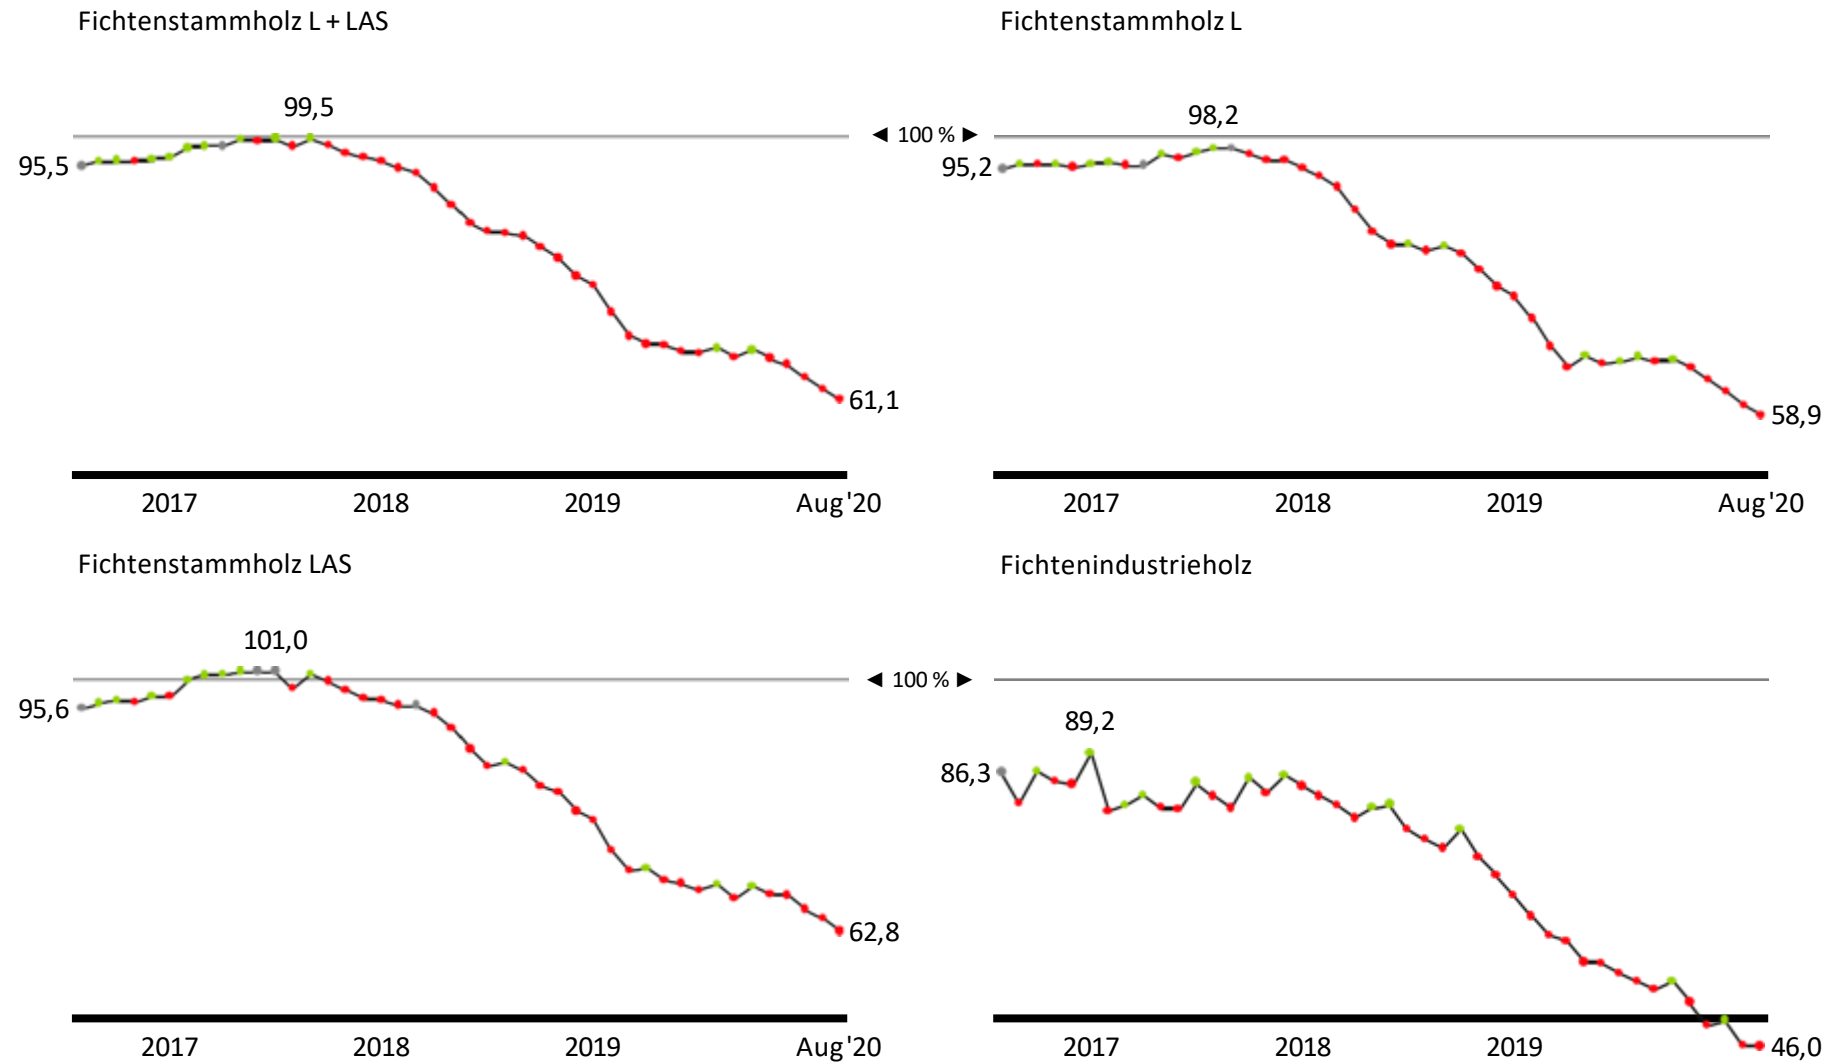 Fichtenstammholz L + LAS
99,5
95,5
61,1
2017 2018 2019 Aug'20
◄ 100 % ►
Fichtenstammholz L
98,2
95,2
58,9
2017 2018 2019 Aug'20
Fichtenstammholz LAS
101,0
95,6
62,8
2017 2018 2019 Aug'20
◄ 100 % ►
Fichtenindustrieholz
89,2
86,3
46,0
2017 2018 2019